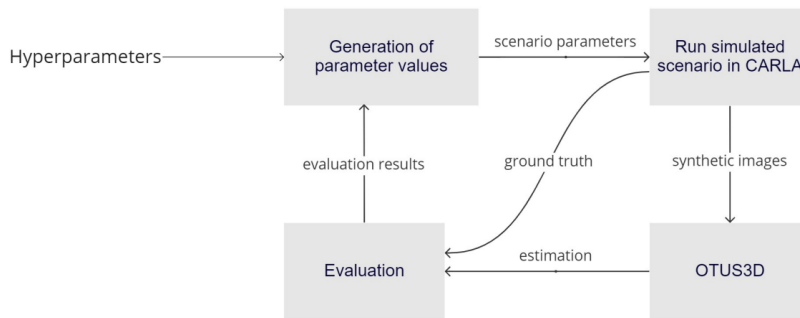 Hyperparameters
Generation of
parameter values
scenario parameters
Run simulated
scenario in CARLA
evaluation results
ground truth
synthetic images
Evaluation
estimation
OTUS3D